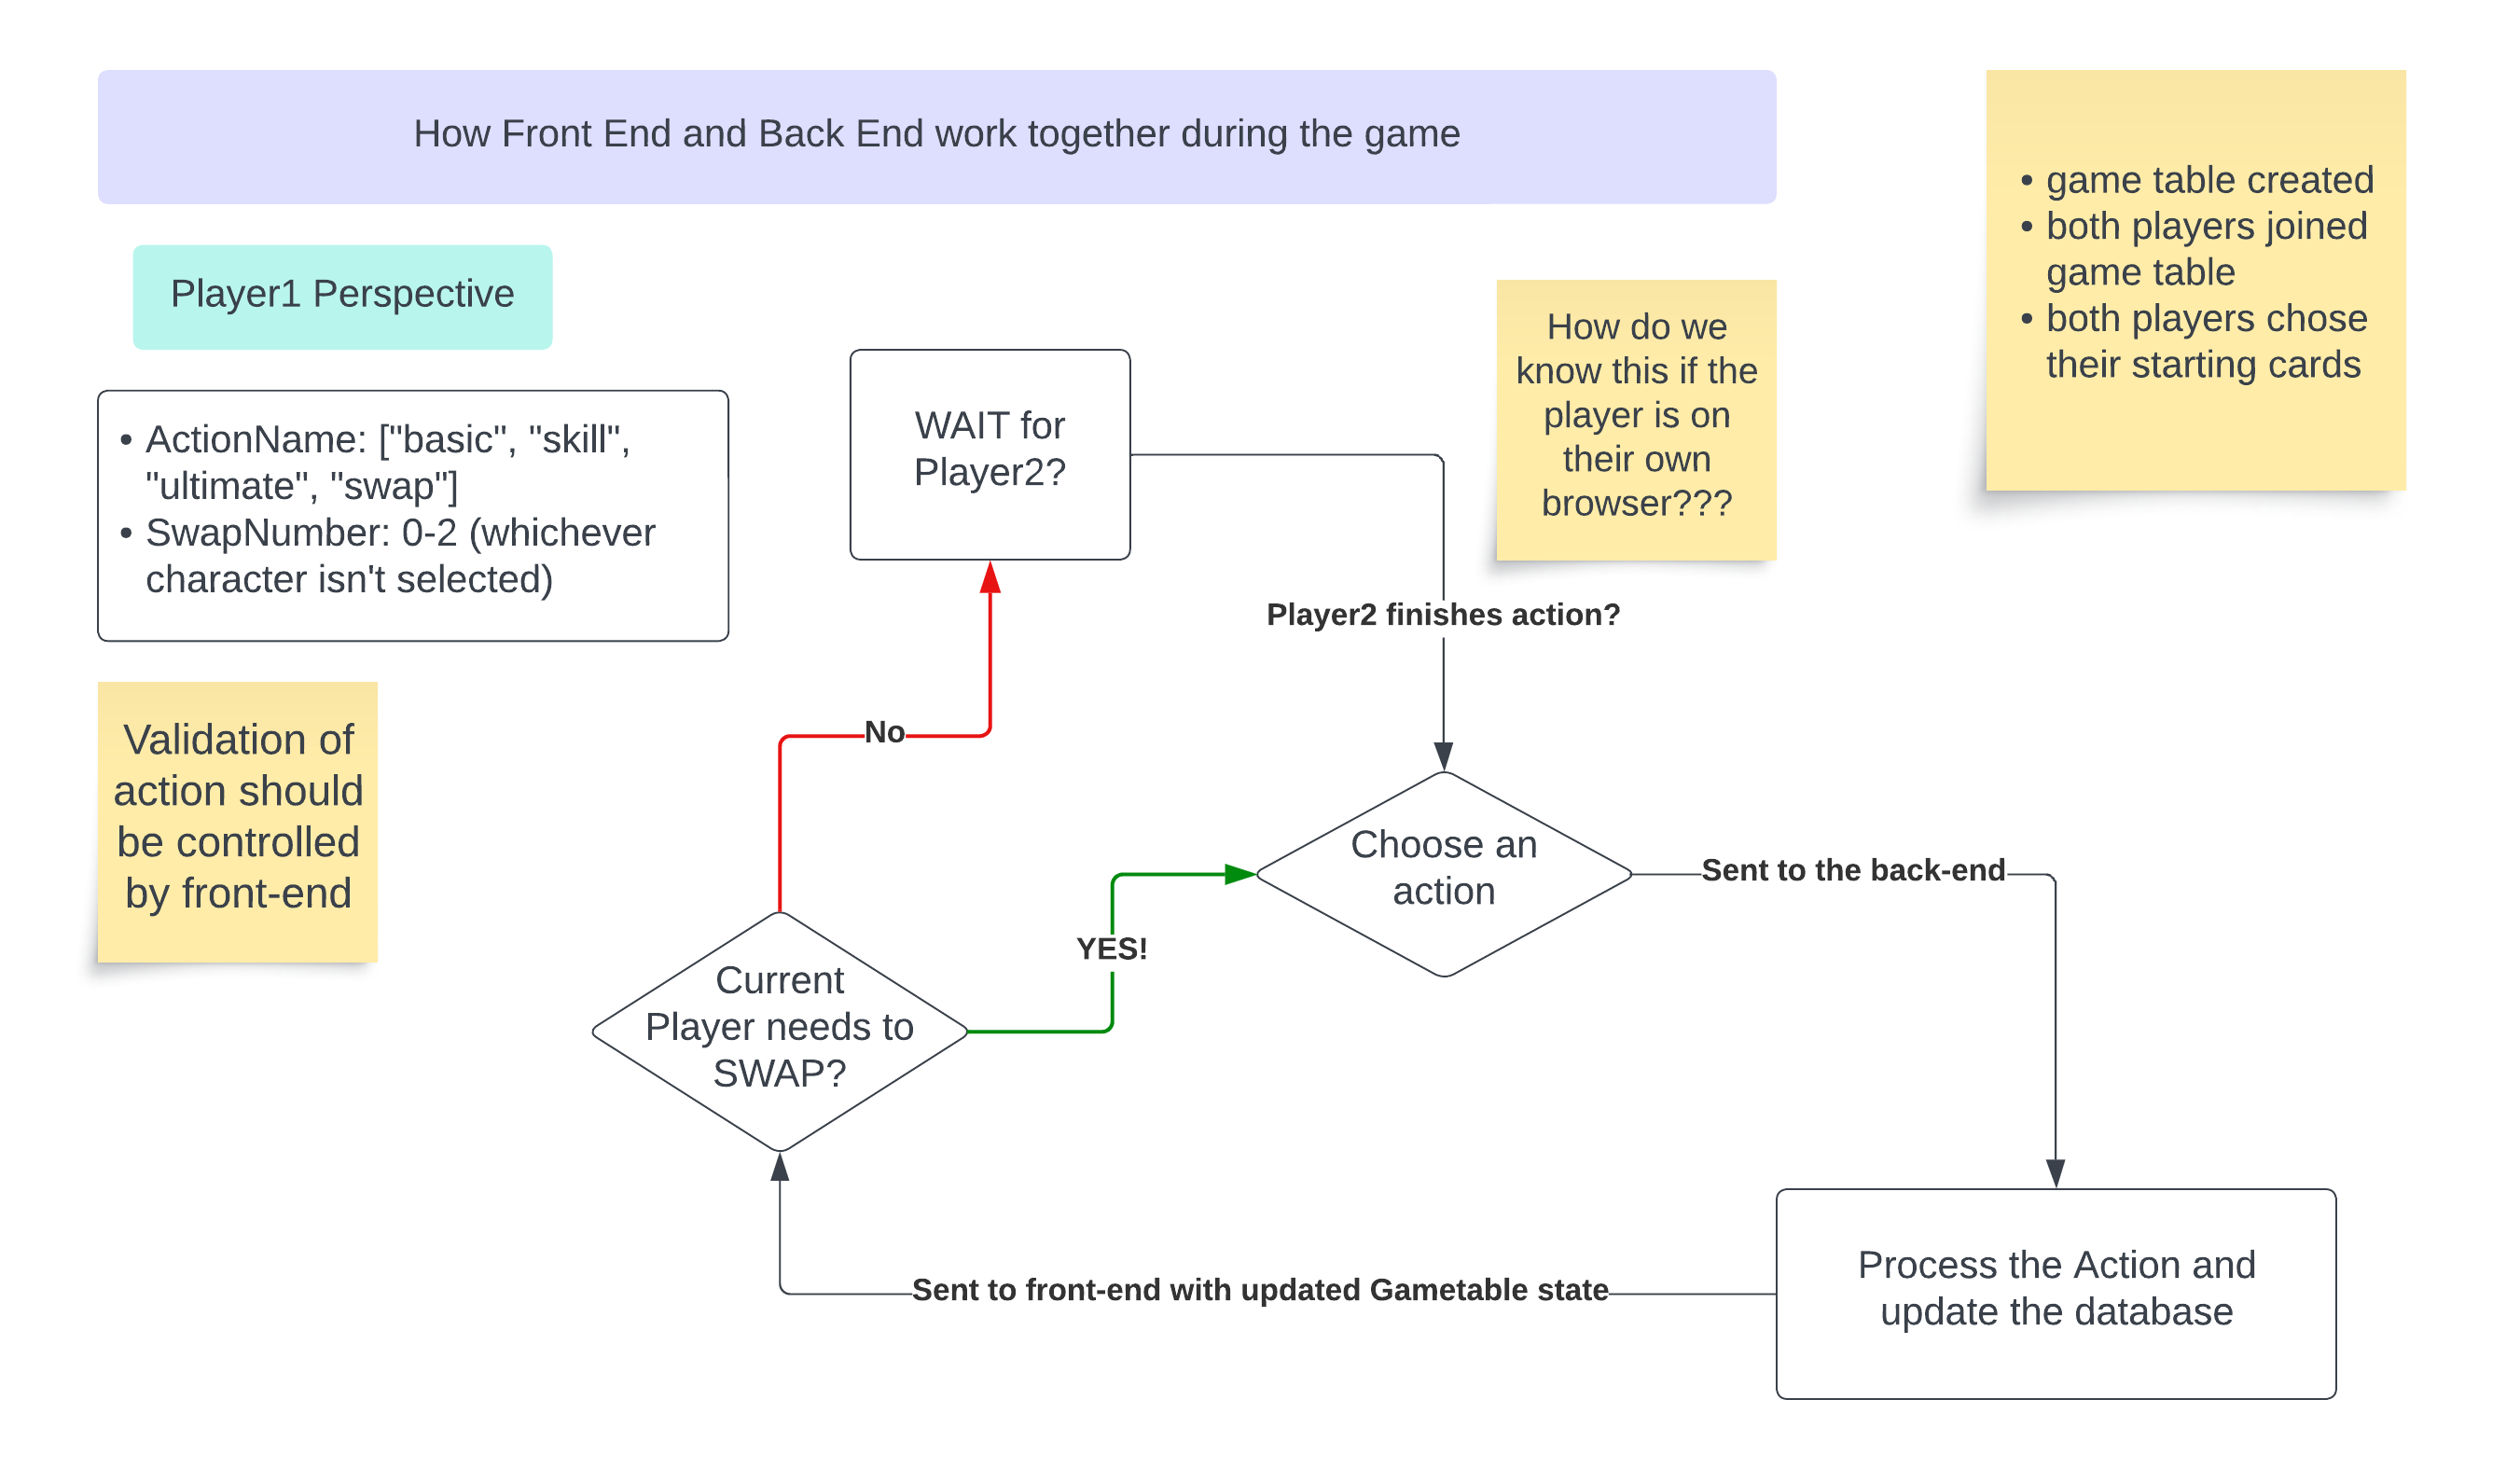 How Front End and Back End work together during the game
• game table created
• both players joined
game table
• both players chose
their starting cards
Player1 Perspective
How do we
know this if the
player is on
their own
browser???
WAIT for
Player2?
• ActionName: ["basic", "skill",
"ultimate", "swap"]
• SwapNumber: 0-2 (whichever
character isn't selected)
Player2 finishes action?
Validation of
action should
be controlled
by front-end
No
Choose an
action
Sent to the back-end
YES!
Current
Player needs to
SWAP?
Process the Action and
update the database
Sent to front-end with updated Gametable state